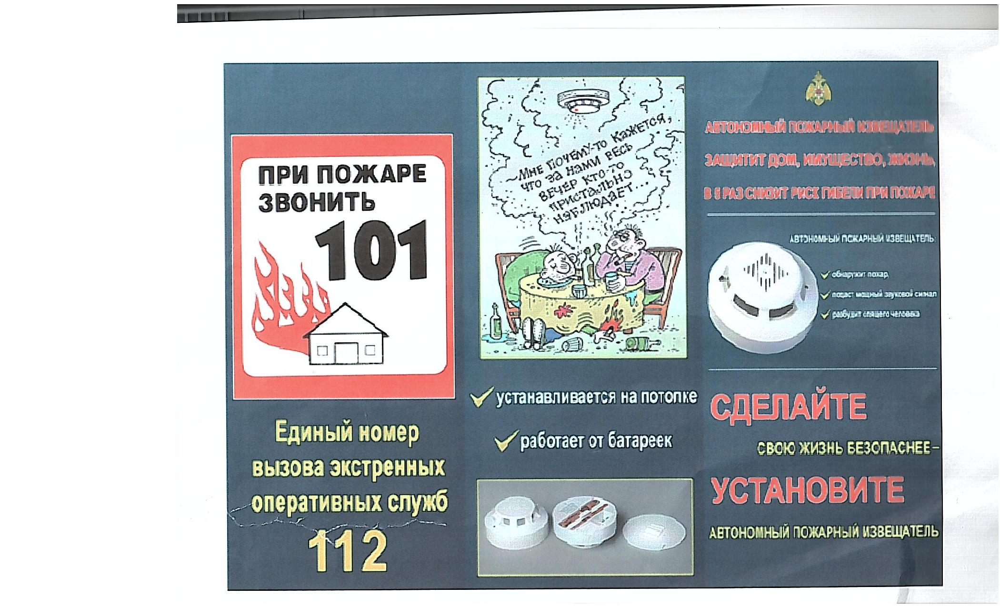 ПРИ ПОЖАРЕ
ЗВОНИТЬ
101
Единый номер
вызова экстренных
оперативных служб
112
-Мне почему-то кажется,
что за нами весь
вечер кто-то
пристально
наблюдает...
устанавливается на потолке
работает от батареек
АВТОНОМНЫЙ ПОЖАРНЫЙ ИЗВЕЩАТЕЛЬ
ЗАЩИТИТ ДОМ, ИМУЩЕСТВО, ЖИЗНЬ,
В 5 РАЗ СНИЗИТ РИСК ГИБЕЛИ ПРИ ПОЖАРЕ
АВТОНОМНЫЙ ПОЖАРНЫЙ ИЗВЕЩАТЕЛЬ:
обнаружит пожар,
подаст мощный звуковой сигнал
разбудит спящего человека
СДЕЛАЙТЕ
СВОЮ ЖИЗНЬ БЕЗОПАСНЕЕ–
УСТАНОВИТЕ
АВТОНОМНЫЙ ПОЖАРНЫЙ ИЗВЕЩАТЕЛЬ